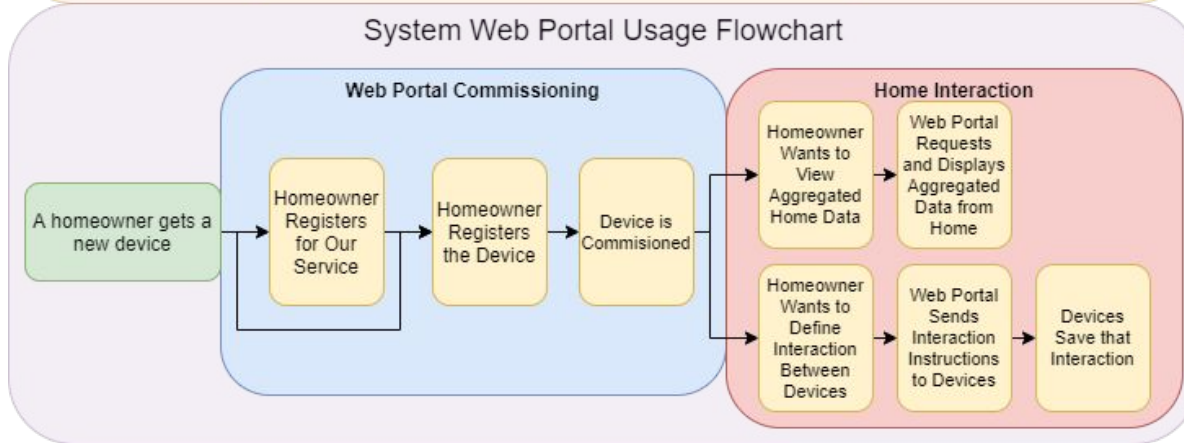 System Web Portal Usage Flowchart
Web Portal Commissioning
Home Interaction
A homeowner gets a
new device
Homeowner
Registers
for Our
Service
Homeowner
Registers
the Device
Device is
Commisioned
Homeowner
Wants to
View
Aggregated
Home Data
Web Portal
Requests
and Displays
Aggregated
Data from
Home
Homeowner
Wants to
Define
Interaction
Between
Devices
Web Portal
Sends
Interaction
Instructions
to Devices
Devices
Save that
Interaction